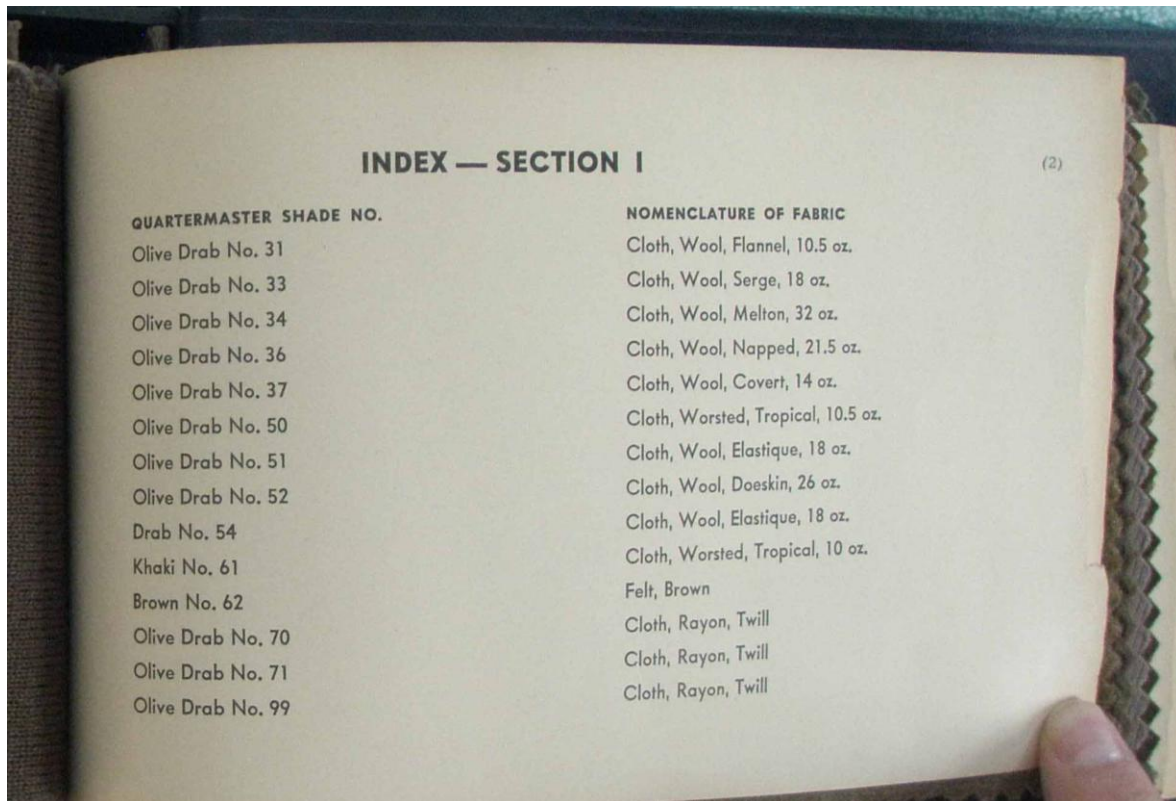 INDEX — SECTION I (2)
QUARTERMASTER SHADE NO. NOMENCLATURE OF FABRIC
Olive Drab No. 31 Cloth, Wool, Flannel, 10.5 oz.
Olive Drab No. 33 Cloth, Wool, Serge, 18 oz.
Olive Drab No. 34 Cloth, Wool, Melton, 32 oz.
Olive Drab No. 36 Cloth, Wool, Napped, 21.5 oz.
Olive Drab No. 37 Cloth, Wool, Covert, 14 oz.
Olive Drab No. 50 Cloth, Worsted, Tropical, 10.5 oz.
Olive Drab No. 51 Cloth, Wool, Elastique, 18 oz.
Olive Drab No. 52 Cloth, Wool, Doeskin, 26 oz.
Drab No. 54 Cloth, Wool, Elastique, 18 oz.
Khaki No. 61 Cloth, Worsted, Tropical, 10 oz.
Brown No. 62 Felt, Brown
Olive Drab No. 70 Cloth, Rayon, Twill
Olive Drab No. 71 Cloth, Rayon, Twill
Olive Drab No. 99 Cloth, Rayon, Twill